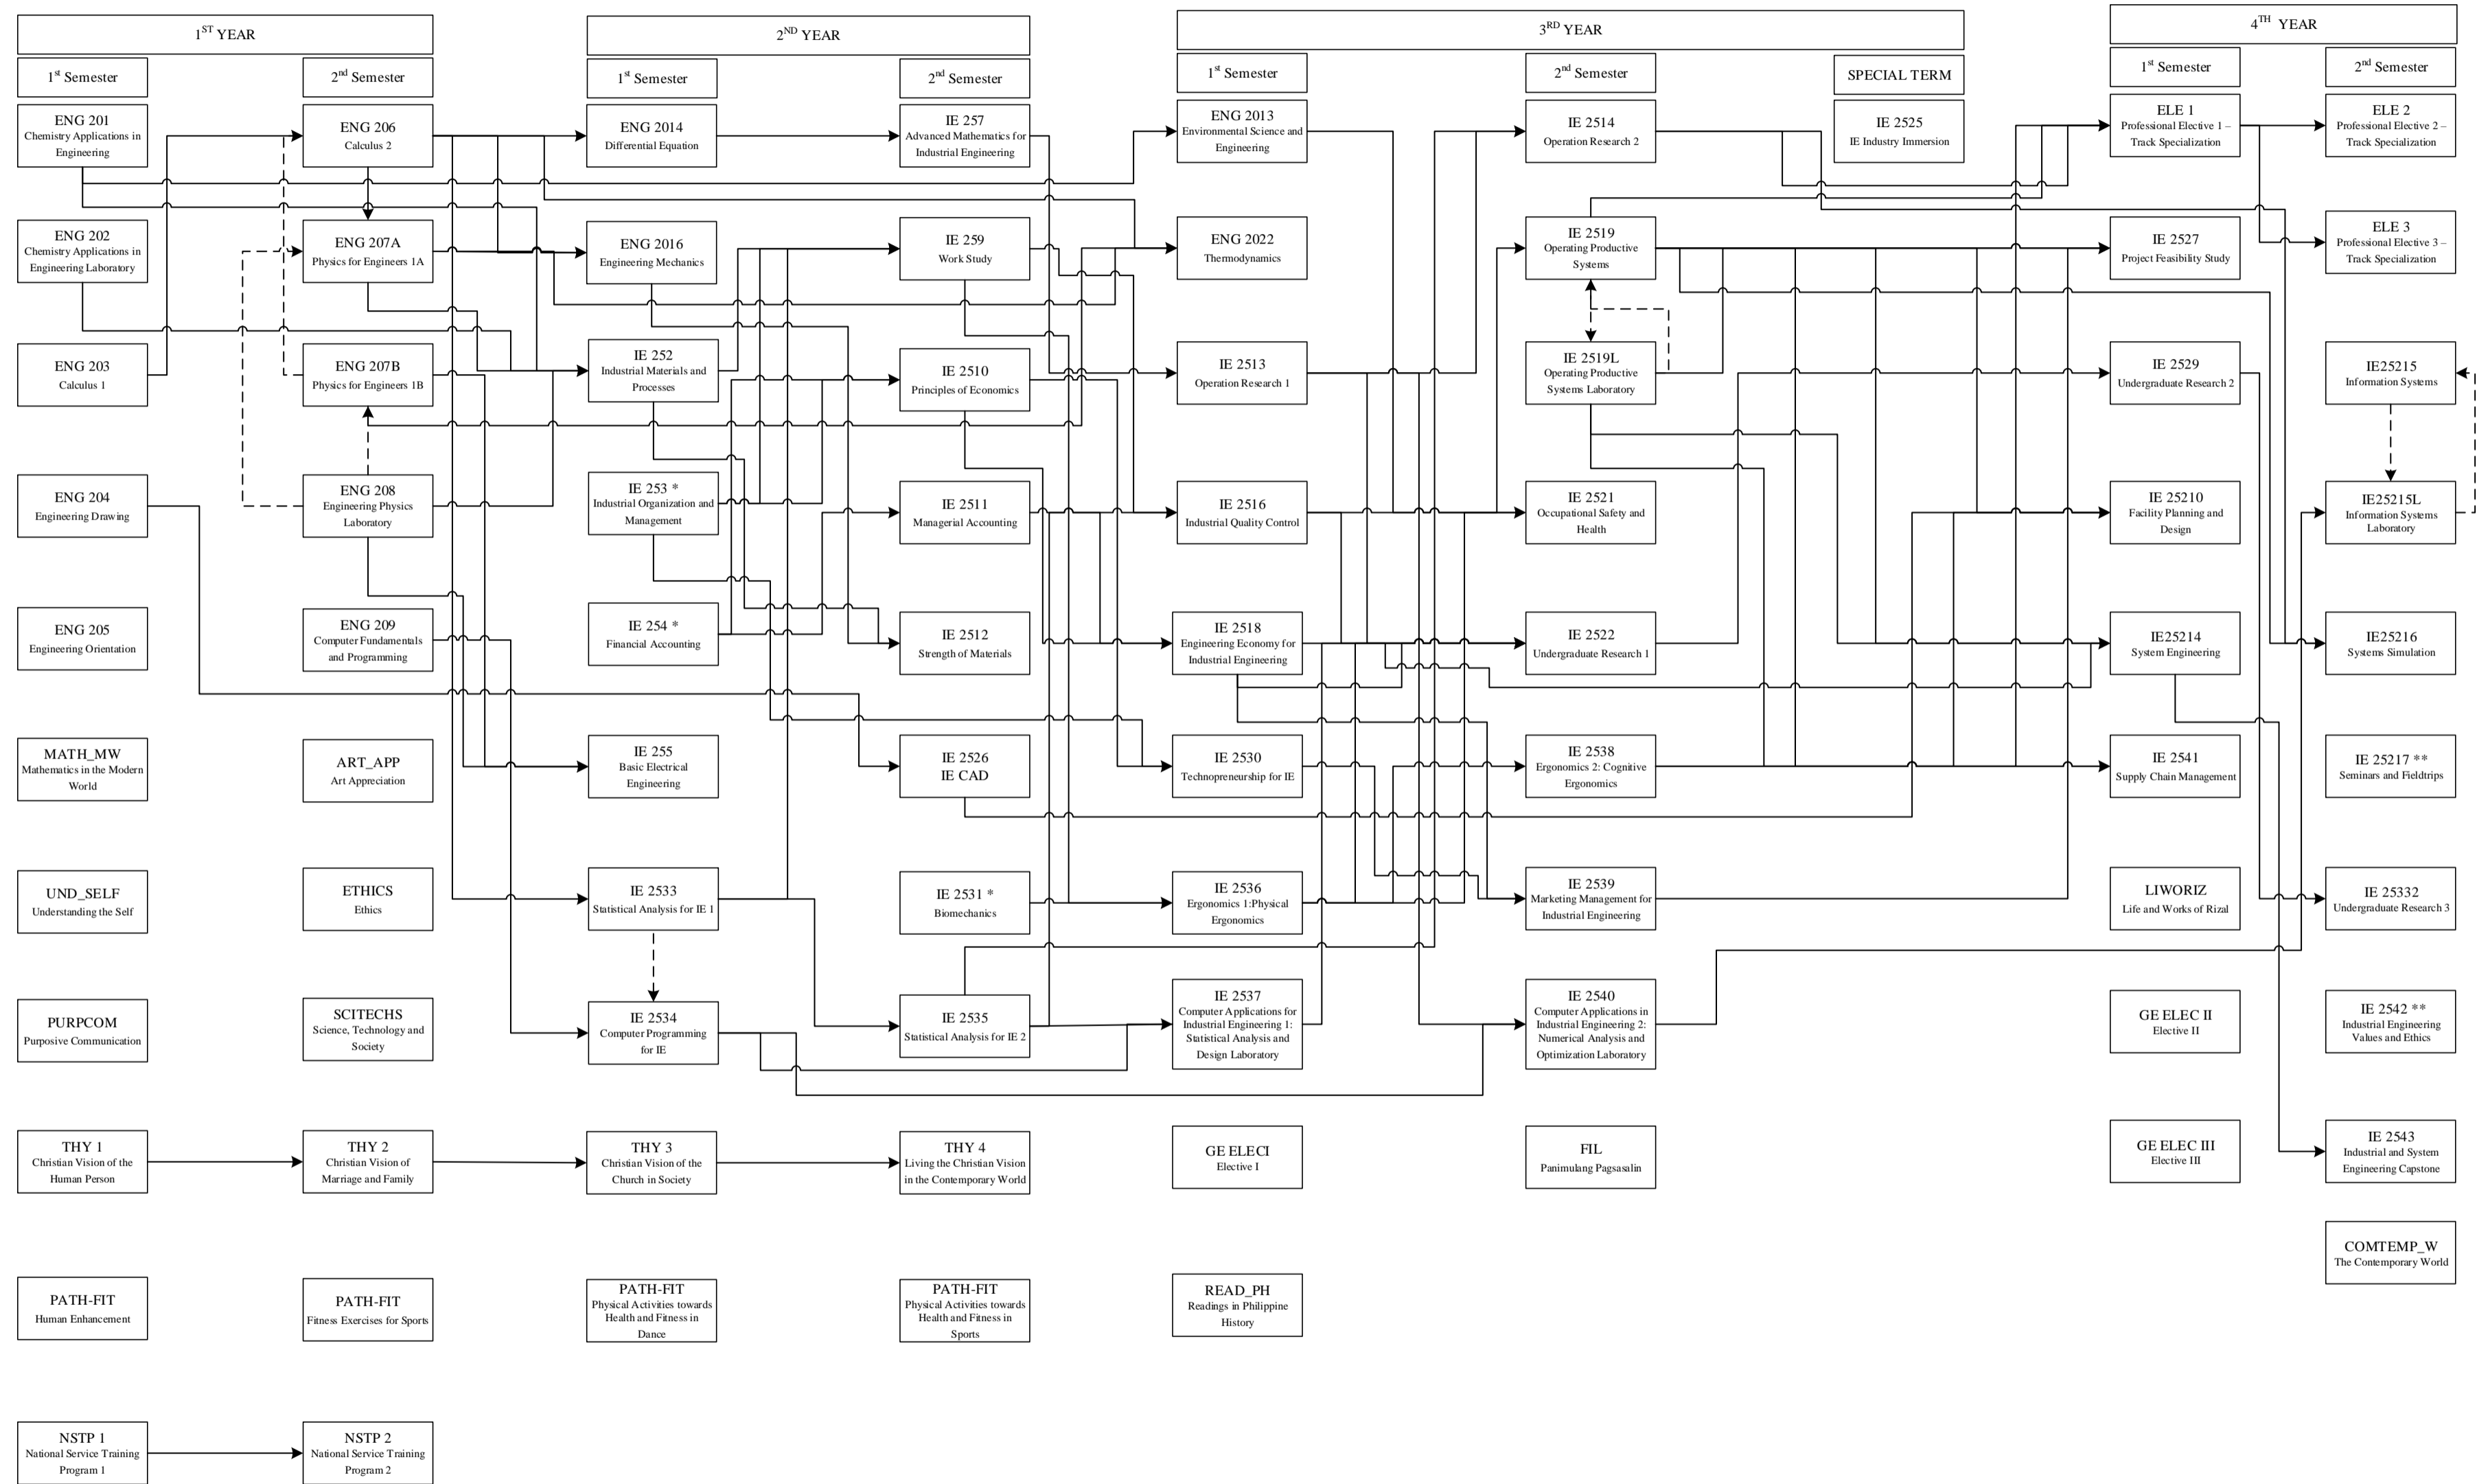 1ST YEAR
2ND YEAR
3RD YEAR
4TH YEAR
1st Semester
2nd Semester
1st Semester
2nd Semester
1st Semester
2nd Semester
SPECIAL TERM
1st Semester
2nd Semester
ENG 201
Chemistry Applications in
Engineering
ENG 202
Chemistry Applications in
Engineering Laboratory
ENG 203
Calculus 1
ENG 204
Engineering Drawing
ENG 205
Engineering Orientation
MATH_MW
Mathematics in the Modern
World
UND_SELF
Understanding the Self
PURPCOM
Purposive Communication
THY 1
Christian Vision of the
Human Person
PATH-FIT
Human Enhancement
NSTP 1
National Service Training
Program 1
ENG 206
Calculus 2
ENG 207A
Physics for Engineers 1A
ENG 207B
Physics for Engineers 1B
ENG 208
Engineering Physics
Laboratory
ENG 209
Computer Fundamentals
and Programming
ART_APP
Art Appreciation
ETHICS
Ethics
SCITECHS
Science, Technology and
Society
THY 2
Christian Vision of
Marriage and Family
PATH-FIT
Fitness Exercises for Sports
NSTP 2
National Service Training
Program 2
ENG 2014
Differential Equation
ENG 2016
Engineering Mechanics
IE 252
Industrial Materials and
Processes
IE 253 *
Industrial Organization and
Management
IE 254 *
Financial Accounting
IE 255
Basic Electrical
Engineering
IE 2533
Statistical Analysis for IE 1
IE 2534
Computer Programming
for IE
THY 3
Christian Vision of the
Church in Society
PATH-FIT
Physical Activities towards
Health and Fitness in
Dance
IE 257
Advanced Mathematics for
Industrial Engineering
IE 259
Work Study
IE 2510
Principles of Economics
IE 2511
Managerial Accounting
IE 2512
Strength of Materials
IE 2526
IE CAD
IE 2531 *
Biomechanics
IE 2535
Statistical Analysis for IE 2
THY 4
Living the Christian Vision
in the Contemporary World
PATH-FIT
Physical Activities towards
Health and Fitness in
Sports
ENG 2013
Environmental Science and
Engineering
ENG 2022
Thermodynamics
IE 2513
Operation Research 1
IE 2516
Industrial Quality Control
IE 2518
Engineering Economy for
Industrial Engineering
IE 2530
Technopreneurship for IE
IE 2536
Ergonomics 1:Physical
Ergonomics
IE 2537
Computer Applications for
Industrial Engineering 1:
Statistical Analysis and
Design Laboratory
GE ELECI
Elective I
READ_PH
Readings in Philippine
History
IE 2514
Operation Research 2
IE 2519
Operating Productive
Systems
IE 2519L
Operating Productive
Systems Laboratory
IE 2521
Occupational Safety and
Health
IE 2522
Undergraduate Research 1
IE 2538
Ergonomics 2: Cognitive
Ergonomics
IE 2539
Marketing Management for
Industrial Engineering
IE 2540
Computer Applications in
Industrial Engineering 2:
Numerical Analysis and
Optimization Laboratory
FIL
Panimulang Pagsasalin
IE 2525
IE Industry Immersion
ELE 1
Professional Elective 1 –
Track Specialization
IE 2527
Project Feasibility Study
IE 2529
Undergraduate Research 2
IE 25210
Facility Planning and
Design
IE25214
System Engineering
IE 2541
Supply Chain Management
LIWORIZ
Life and Works of Rizal
GE ELEC II
Elective II
GE ELEC III
Elective III
ELE 2
Professional Elective 2 –
Track Specialization
ELE 3
Professional Elective 3 –
Track Specialization
IE25215
Information Systems
IE25215L
Information Systems
Laboratory
IE25216
Systems Simulation
IE 25217 **
Seminars and Fieldtrips
IE 25332
Undergraduate Research 3
IE 2542 **
Industrial Engineering
Values and Ethics
IE 2543
Industrial and System
Engineering Capstone
COMTEMP_W
The Contemporary World